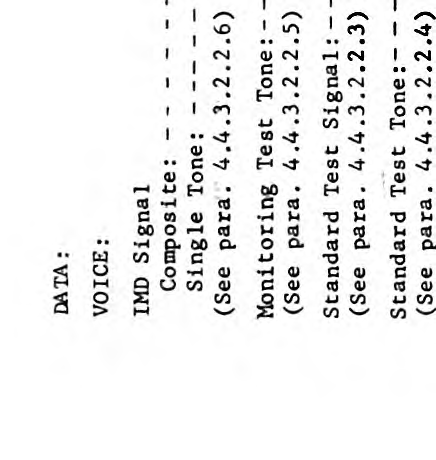 DATA:
VOICE:
IMD Signal
Composite: - - - - - -
Single Tone: - - - - -
(See para. 4.4.3.2.2.6)
Monitoring Test Tone: - -
(See para. 4.4.3.2.2.5)
Standard Test Signal: - -
(See para. 4.4.3.2.2.3)
Standard Test Tone: - - -
(See para. 4.4.3.2.2.4)